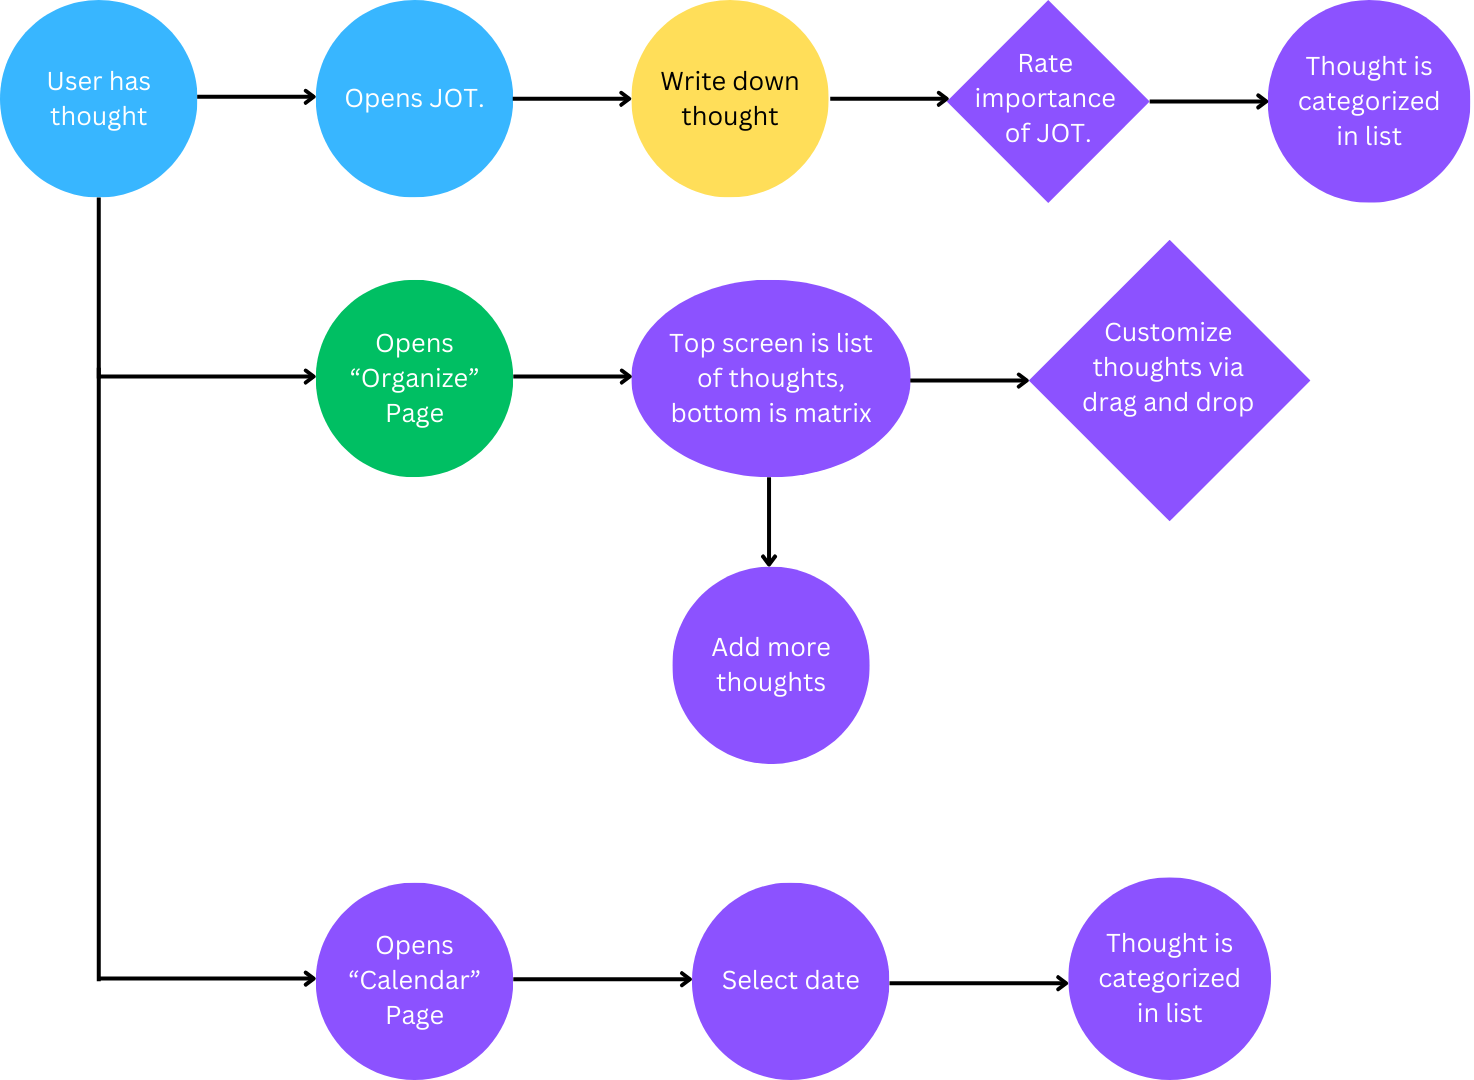 User has
thought
Opens JOT.
Write down
thought
Rate
importance
of JOT.
Thought is
categorized
in list
Opens
“Organize”
Page
Top screen is list
of thoughts,
bottom is matrix
Customize
thoughts via
drag and drop
Add more
thoughts
Opens
“Calendar”
Page
Select date
Thought is
categorized
in list